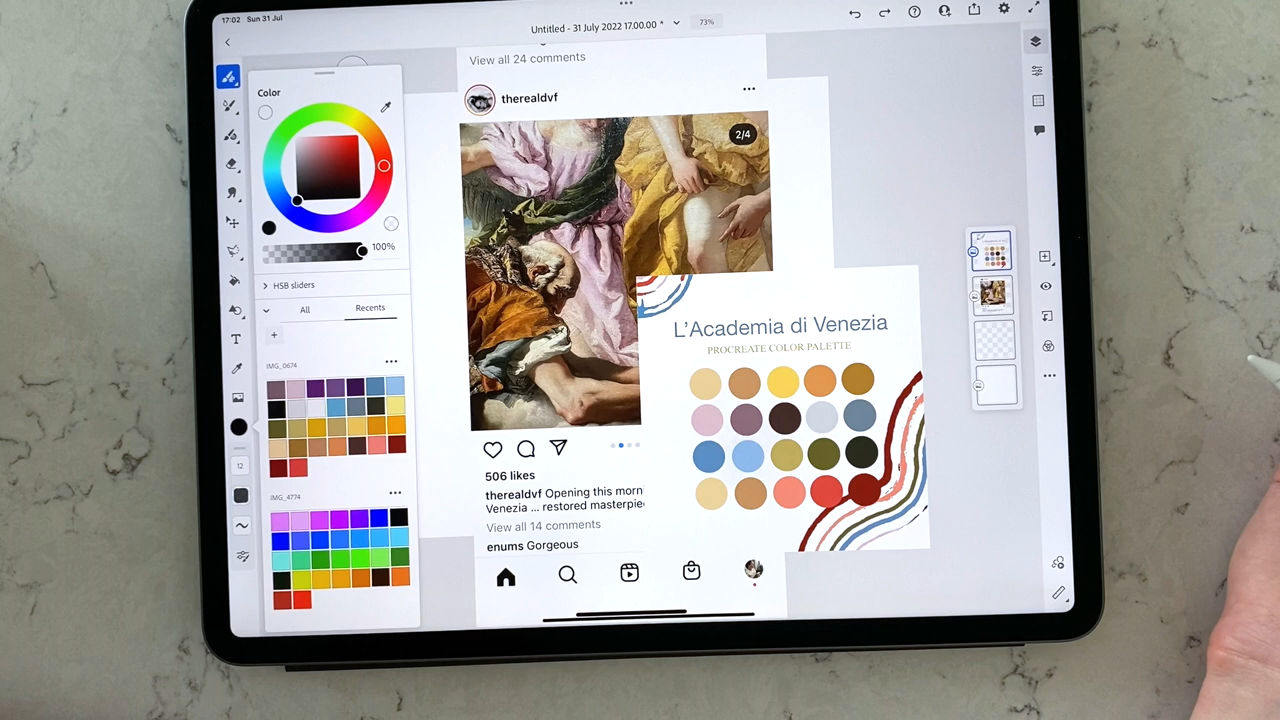 17:02 Sun 31 Jul
Untitled - 31 July 2022 17.00.00 *
73%
View all 24 comments
Color
therealdvf
2/4
100%
HSB sliders
All
Recents
IMG_0674
L'Academia di Venezia
PROCREATE COLOR PALETTE
506 likes
therealdvf Opening this morn
Venezia ... restored masterpie
View all 14 comments
enums Gorgeous
12
IMG_4774